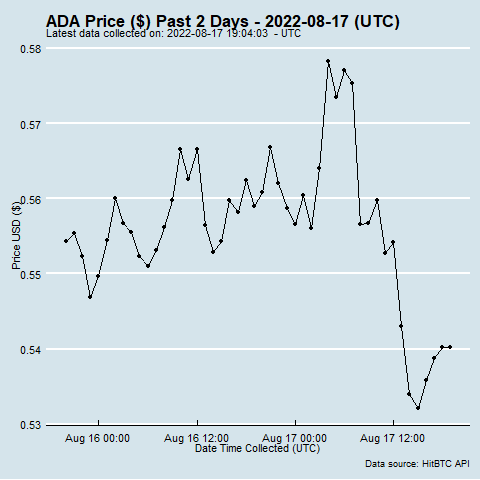 ADA Price ($) Past 2 Days - 2022-08-17 (UTC)
Latest data collected on: 2022-08-17 19:04:03 - UTC
0.58
0.57
0.56
0.55
0.54
0.53
Price USD ($)
Aug 16 00:00
Aug 16 12:00
Aug 17 00:00
Aug 17 12:00
Date Time Collected (UTC)
Data source: HitBTC API